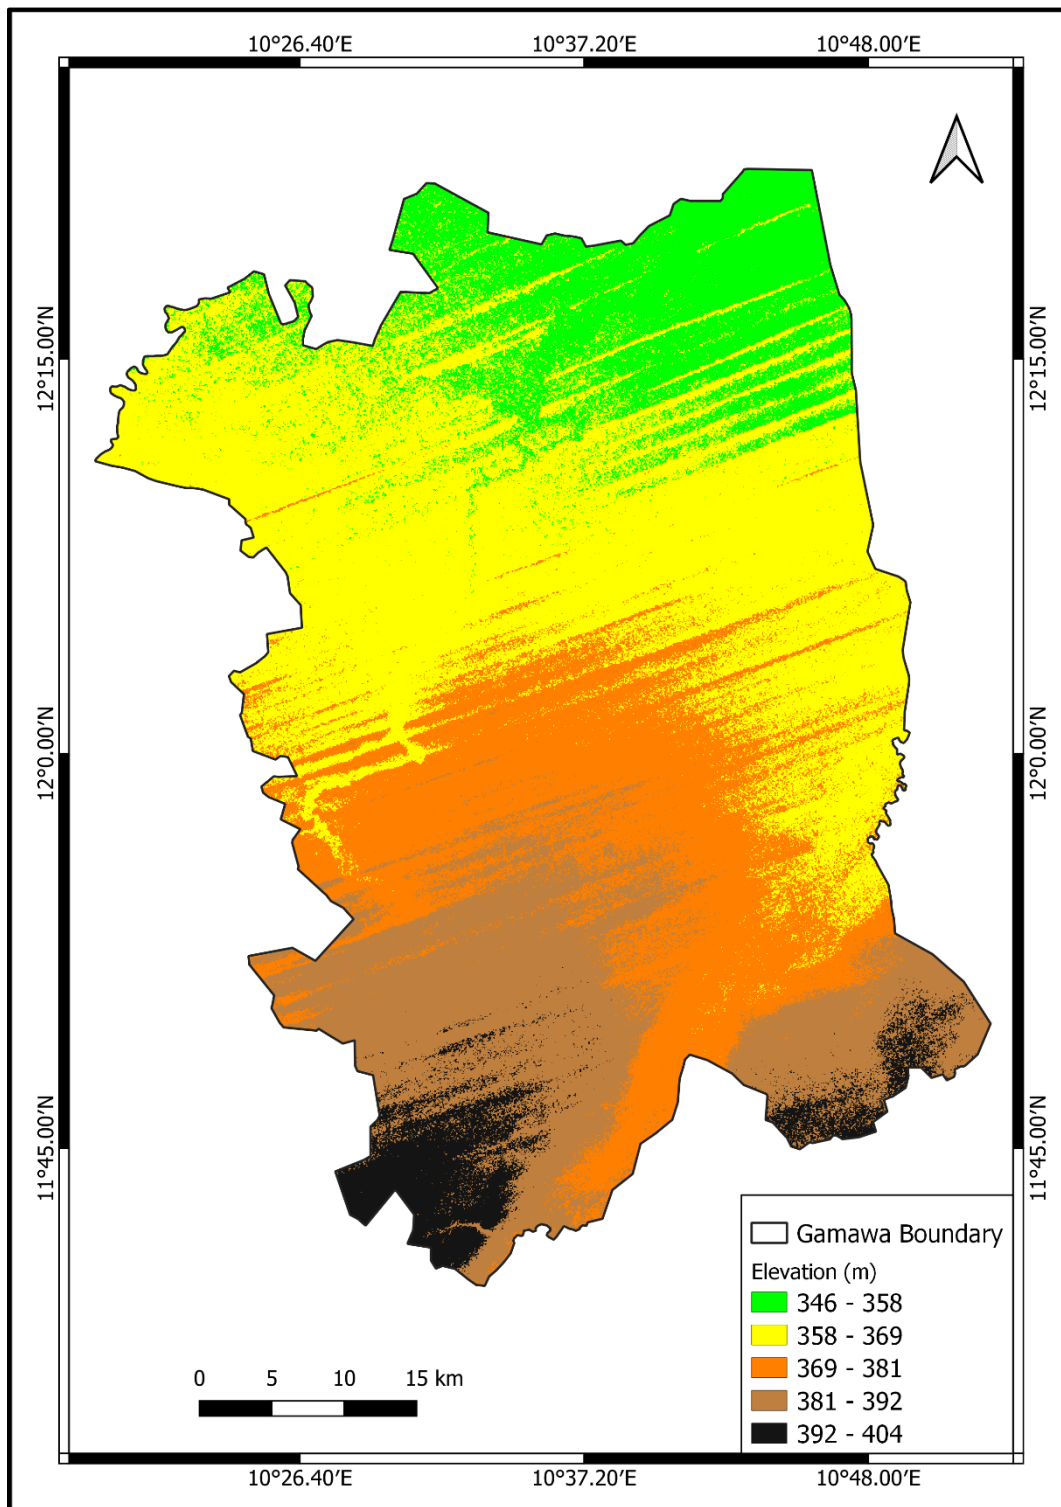 10°26.40′E 10°37.20′E 10°48.00′E
12°15.00′N 12°15.00′N
12°0.00′N 12°0.00′N
11°45.00′N 11°45.00′N
Gamawa Boundary
Elevation (m)
346 - 358
358 - 369
369 - 381
381 - 392
392 - 404
0 5 10 15 km
10°26.40′E 10°37.20′E 10°48.00′E